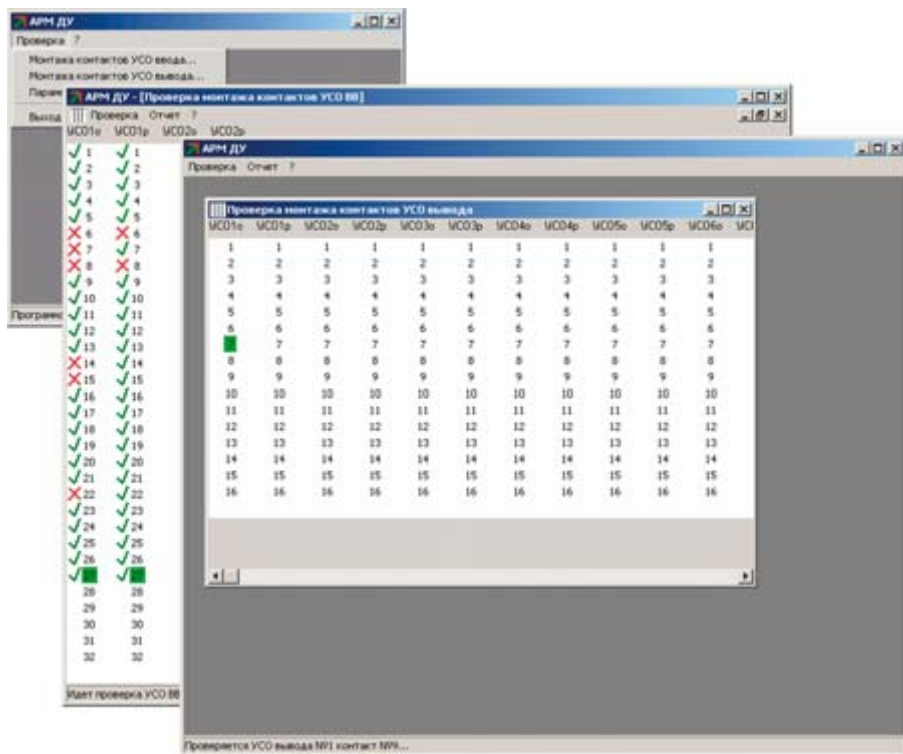 АРМ ДУ
Проверка ?
Монтажа контактов УСО ввода...
Монтажа контактов УСО вывода...
Парам
Выход
Программно
АРМ ДУ - [Проверка монтажа контактов УСО ВВ]
Проверка Отчет ?
УСО1о УСО1р УСО2о УСО2р
1 1
2 2
3 3
4 4
5 5
6 6
7 7
8 8
9 9
10 10
11 11
12 12
13 13
14 14
15 15
16 16
17 17
18 18
19 19
20 20
21 21
22 22
23 23
24 24
25 25
26 26
27 27
28 28
29 29
30 30
31 31
32 32
Идет проверка УСО ВВ
АРМ ДУ
Проверка Отчет ?
Проверка монтажа контактов УСО вывода
УСО1о УСО1р УСО2о УСО2р УСО3о УСО3р УСО4о УСО4р УСО5о УСО5р УСО6о УСО
1 1 1 1 1 1 1 1 1 1 1
2 2 2 2 2 2 2 2 2 2 2
3 3 3 3 3 3 3 3 3 3 3
4 4 4 4 4 4 4 4 4 4 4
5 5 5 5 5 5 5 5 5 5 5
6 6 6 6 6 6 6 6 6 6 6
7 7 7 7 7 7 7 7 7 7 7
8 8 8 8 8 8 8 8 8 8 8
9 9 9 9 9 9 9 9 9 9 9
10 10 10 10 10 10 10 10 10 10 10
11 11 11 11 11 11 11 11 11 11 11
12 12 12 12 12 12 12 12 12 12 12
13 13 13 13 13 13 13 13 13 13 13
14 14 14 14 14 14 14 14 14 14 14
15 15 15 15 15 15 15 15 15 15 15
16 16 16 16 16 16 16 16 16 16 16
Проверяется УСО вывода №1 контакт №9...